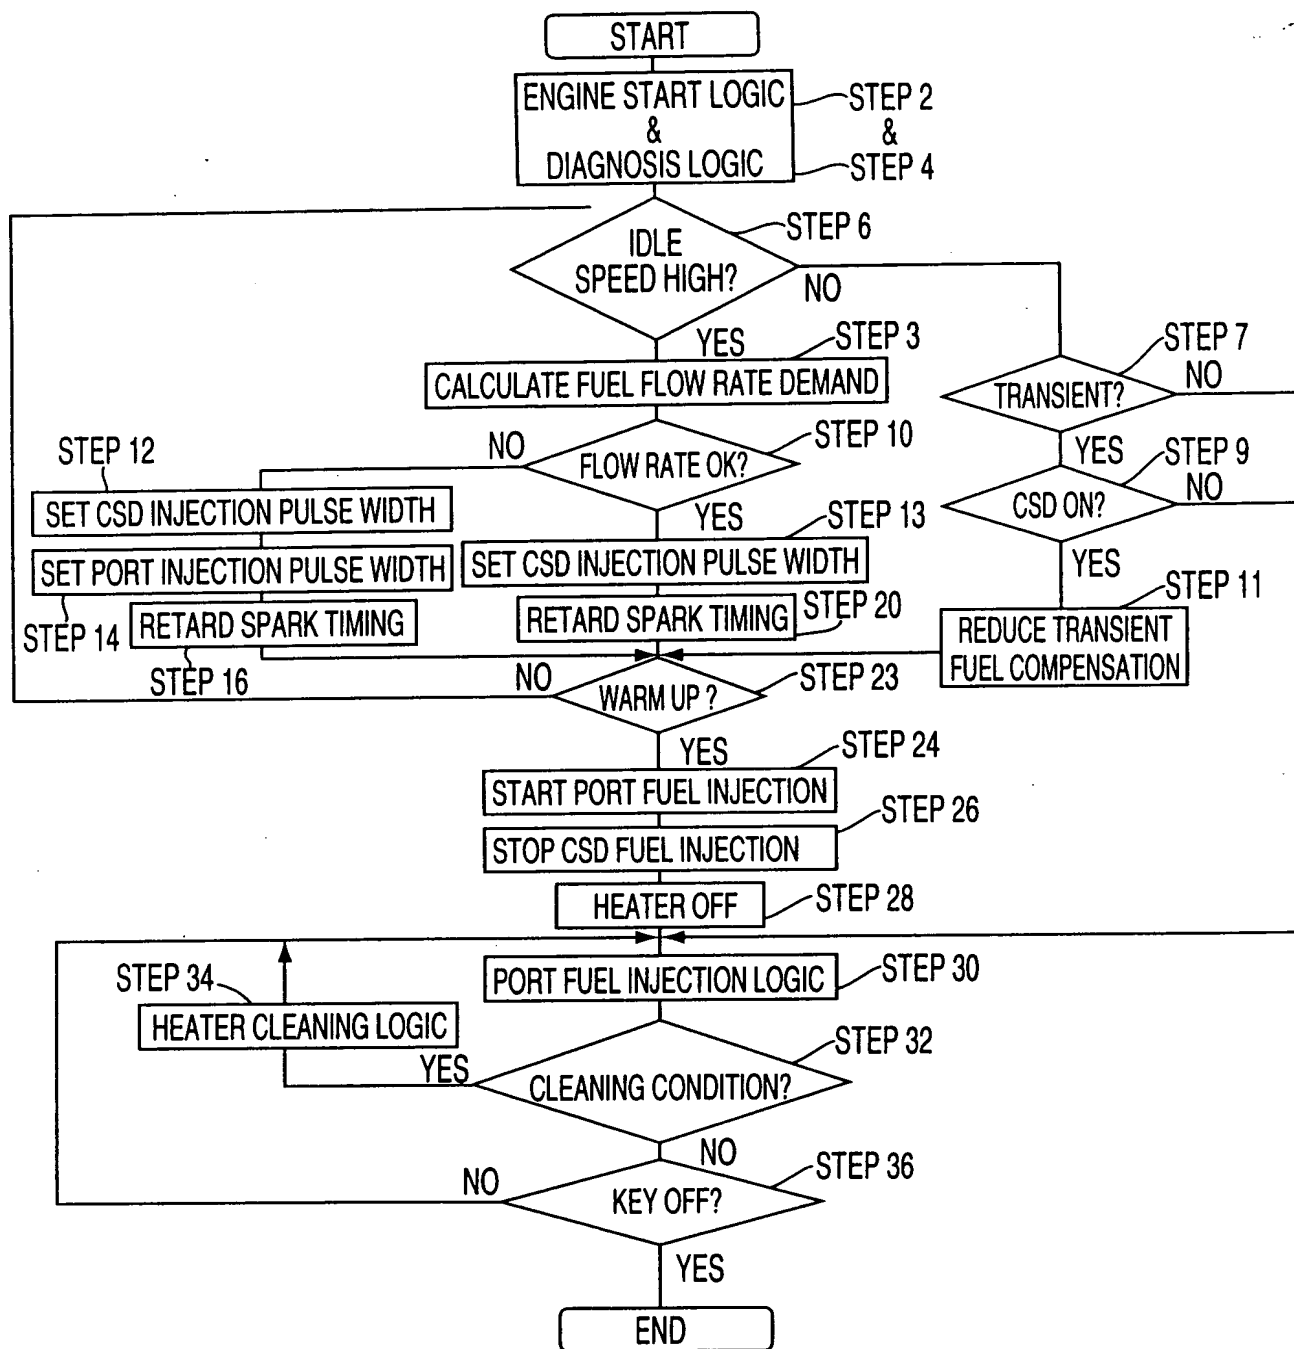 START
ENGINE START LOGIC
&
DIAGNOSIS LOGIC
STEP 2
&
STEP 4
IDLE
SPEED HIGH?
STEP 6
NO
YES
STEP 3
CALCULATE FUEL FLOW RATE DEMAND
STEP 7
TRANSIENT?
NO
YES
NO
FLOW RATE OK?
STEP 10
STEP 9
CSD ON?
NO
YES
STEP 12
SET CSD INJECTION PULSE WIDTH
YES
STEP 13
SET CSD INJECTION PULSE WIDTH
SET PORT INJECTION PULSE WIDTH
STEP 14
RETARD SPARK TIMING
STEP 16
RETARD SPARK TIMING
STEP 20
STEP 11
REDUCE TRANSIENT
FUEL COMPENSATION
NO
WARM UP ?
STEP 23
YES
STEP 24
START PORT FUEL INJECTION
STEP 26
STOP CSD FUEL INJECTION
HEATER OFF
STEP 28
PORT FUEL INJECTION LOGIC
STEP 30
STEP 34
HEATER CLEANING LOGIC
YES
CLEANING CONDITION?
STEP 32
NO
NO
KEY OFF?
STEP 36
YES
END